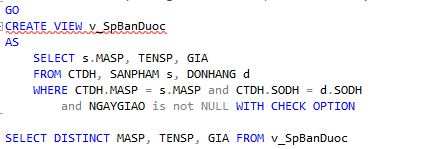 GO
CREATE VIEW v_SpBanDuoc
AS
SELECT s.MASP, TENSP, GIA
FROM CTDH, SANPHAM s, DONHANG d
WHERE CTDH.MASP = s.MASP and CTDH.SODH = d.SODH
and NGAYGIAO is not NULL WITH CHECK OPTION
SELECT DISTINCT MASP, TENSP, GIA FROM v_SpBanDuoc